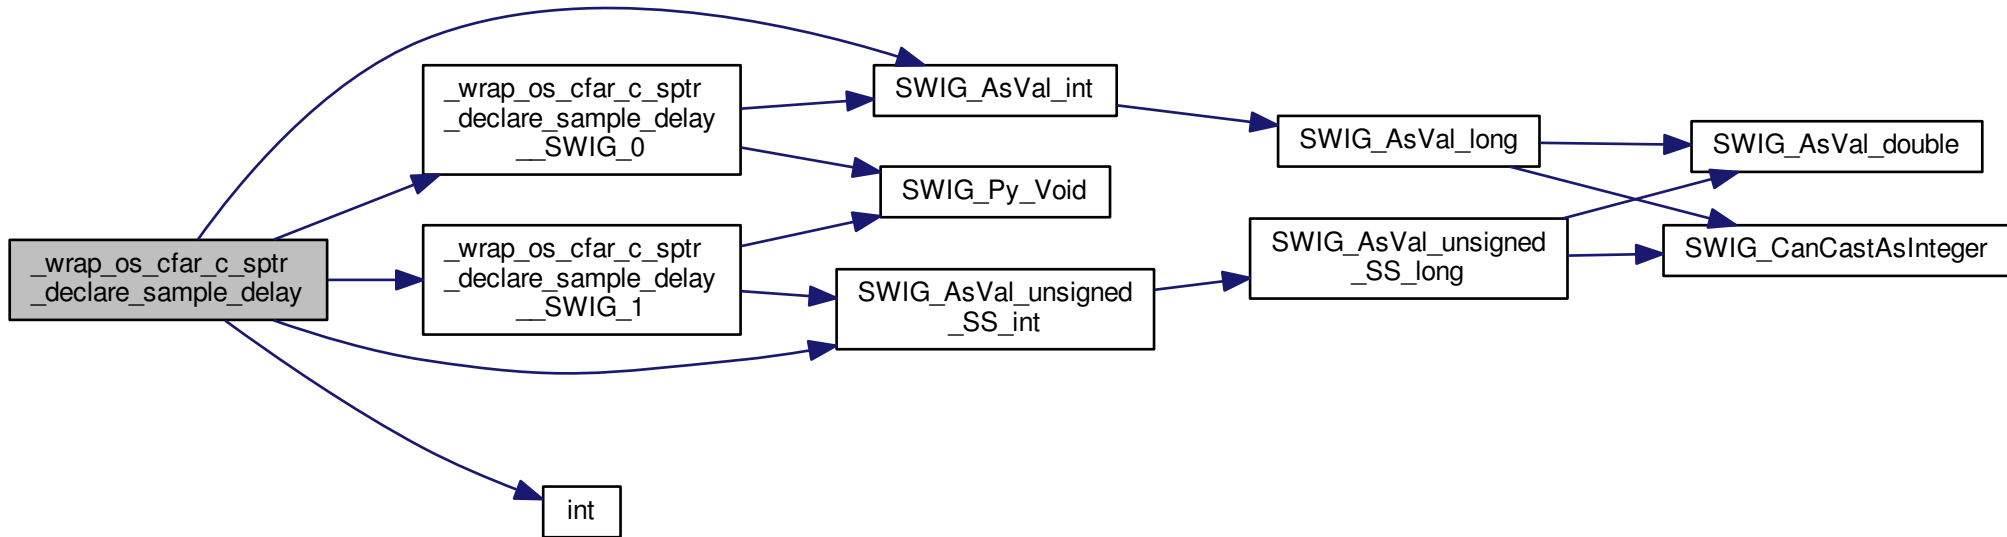 _wrap_os_cfar_c_sptr
_declare_sample_delay
_wrap_os_cfar_c_sptr
_declare_sample_delay
__SWIG_0
_wrap_os_cfar_c_sptr
_declare_sample_delay
__SWIG_1
int
SWIG_AsVal_int
SWIG_Py_Void
SWIG_AsVal_unsigned
_SS_int
SWIG_AsVal_long
SWIG_AsVal_unsigned
_SS_long
SWIG_AsVal_double
SWIG_CanCastAsInteger